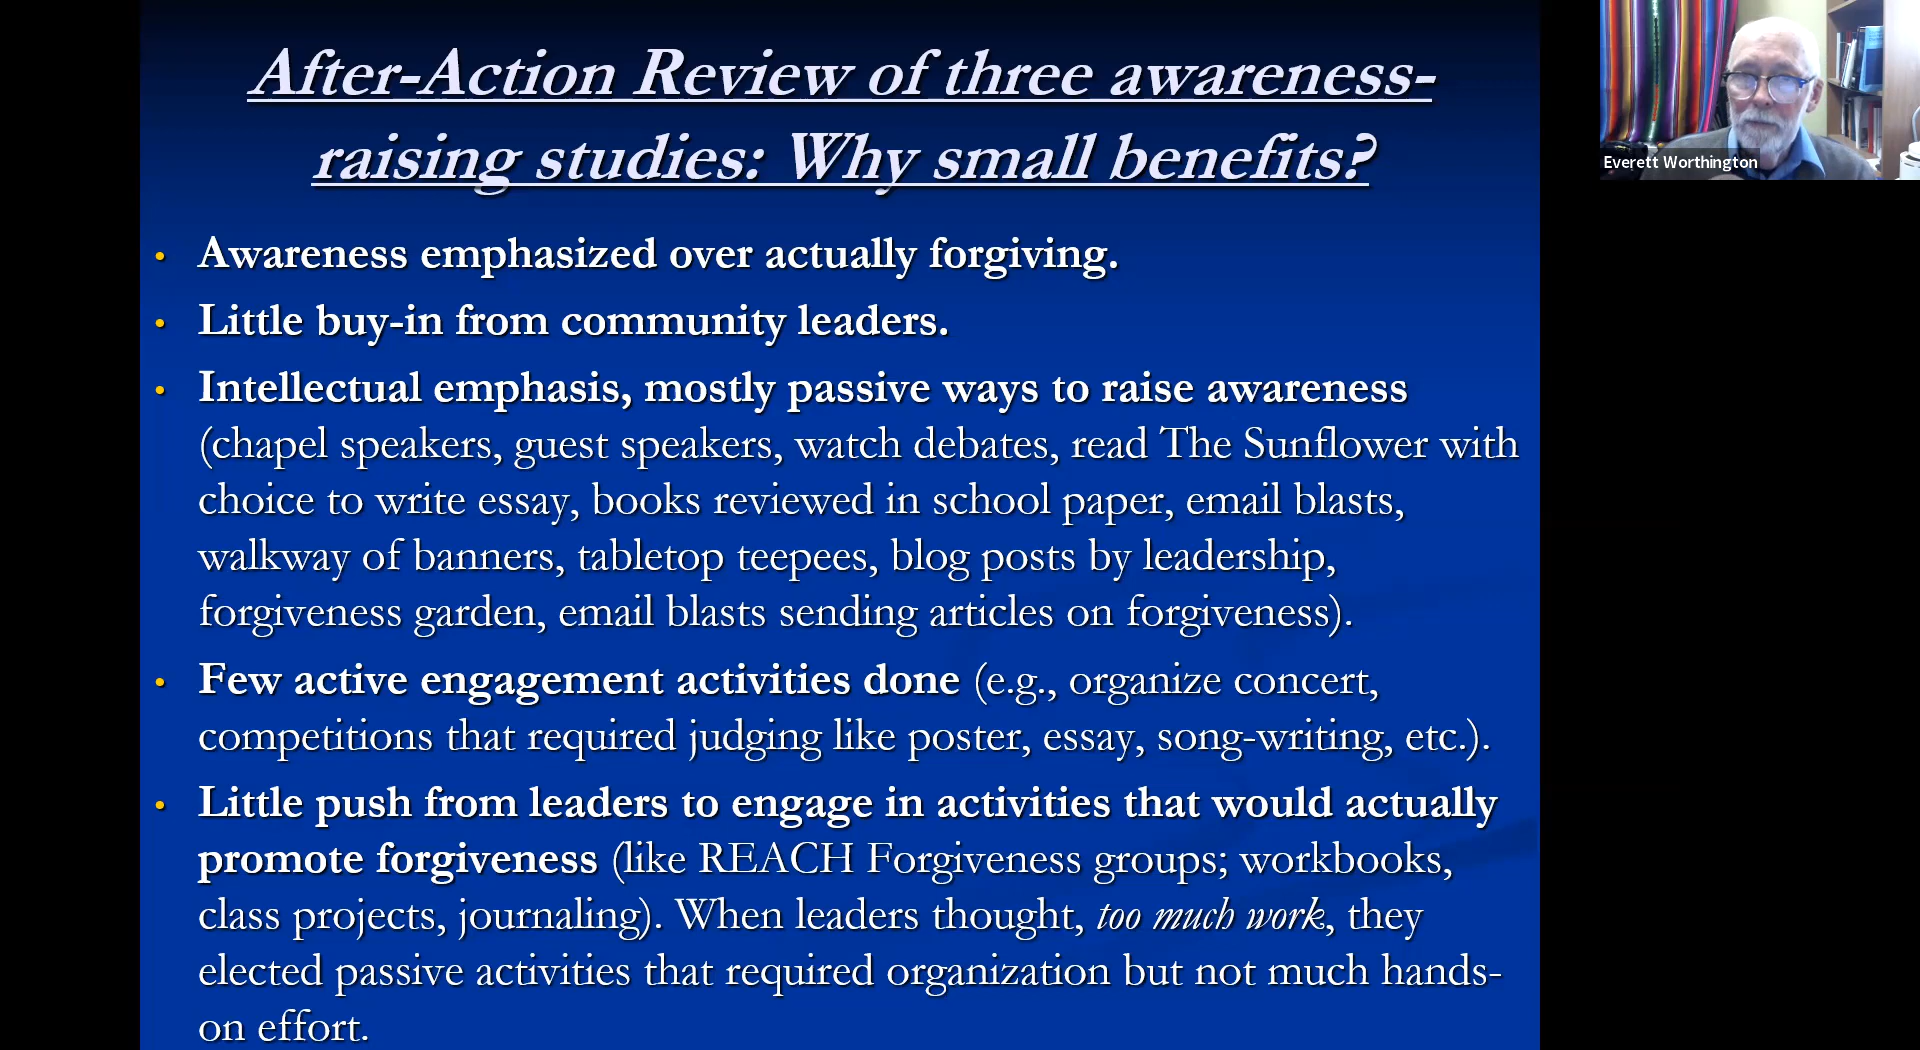 After-Action Review of three awareness-
raising studies: Why small benefits?
• Awareness emphasized over actually forgiving.
• Little buy-in from community leaders.
• Intellectual emphasis, mostly passive ways to raise awareness
(chapel speakers, guest speakers, watch debates, read The Sunflower with
choice to write essay, books reviewed in school paper, email blasts,
walkway of banners, tabletop teepees, blog posts by leadership,
forgiveness garden, email blasts sending articles on forgiveness).
• Few active engagement activities done (e.g., organize concert,
competitions that required judging like poster, essay, song-writing, etc.).
• Little push from leaders to engage in activities that would actually
promote forgiveness (like REACH Forgiveness groups; workbooks,
class projects, journaling). When leaders thought, too much work, they
elected passive activities that required organization but not much hands-
on effort.
Everett Worthington